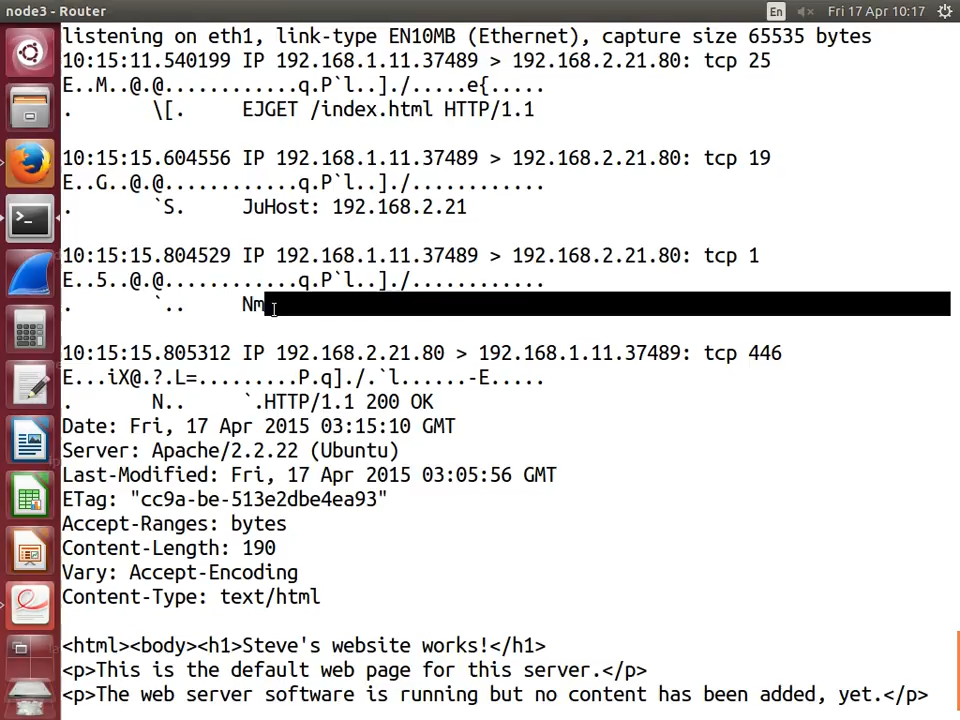 node3 - Router
En
Fri 17 Apr 10:17
listening on eth1, link-type EN10MB (Ethernet), capture size 65535 bytes
10:15:11.540199 IP 192.168.1.11.37489 > 192.168.2.21.80: tcp 25
E..M..@.@............q.P`l..]./.....e{.....
.       \[.     EJGET /index.html HTTP/1.1
10:15:15.604556 IP 192.168.1.11.37489 > 192.168.2.21.80: tcp 19
E..G..@.@............q.P`l..]./............
.       `S.     JuHost: 192.168.2.21
10:15:15.804529 IP 192.168.1.11.37489 > 192.168.2.21.80: tcp 1
E..5..@.@............q.P`l..]./............
.       `..     Nm
10:15:15.805312 IP 192.168.2.21.80 > 192.168.1.11.37489: tcp 446
E...iX@.?.L=.........P.q]./.`l......-E.....
.       N..     `.HTTP/1.1 200 OK
Date: Fri, 17 Apr 2015 03:15:10 GMT
Server: Apache/2.2.22 (Ubuntu)
Last-Modified: Fri, 17 Apr 2015 03:05:56 GMT
ETag: "cc9a-be-513e2dbe4ea93"
Accept-Ranges: bytes
Content-Length: 190
Vary: Accept-Encoding
Content-Type: text/html
<html><body><h1>Steve's website works!</h1>
<p>This is the default web page for this server.</p>
<p>The web server software is running but no content has been added, yet.</p>